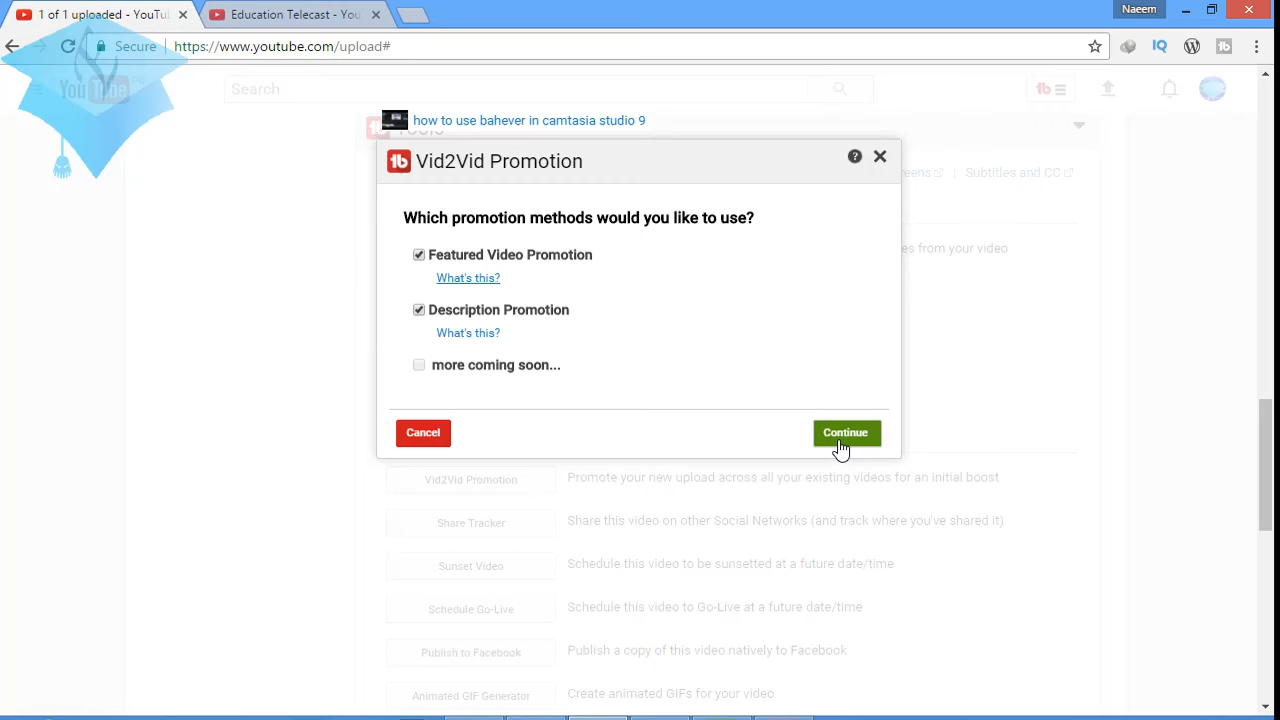 1 of 1 uploaded - YouTu
Education Telecast - You
Naeem
Secure
https://www.youtube.com/upload#
YouTube
Search
how to use bahever in camtasia studio 9
Tools
Vid2Vid Promotion
eens | Subtitles and CC
Which promotion methods would you like to use?
Featured Video Promotion
es from your video
What's this?
Description Promotion
What's this?
more coming soon...
Cancel
Continue
Vid2Vid Promotion
Promote your new upload across all your existing videos for an initial boost
Share Tracker
Share this video on other Social Networks (and track where you've shared it)
Sunset Video
Schedule this video to be sunsetted at a future date/time
Schedule Go-Live
Schedule this video to Go-Live at a future date/time
Publish to Facebook
Publish a copy of this video natively to Facebook
Animated GIF Generator
Create animated GIFs for your video